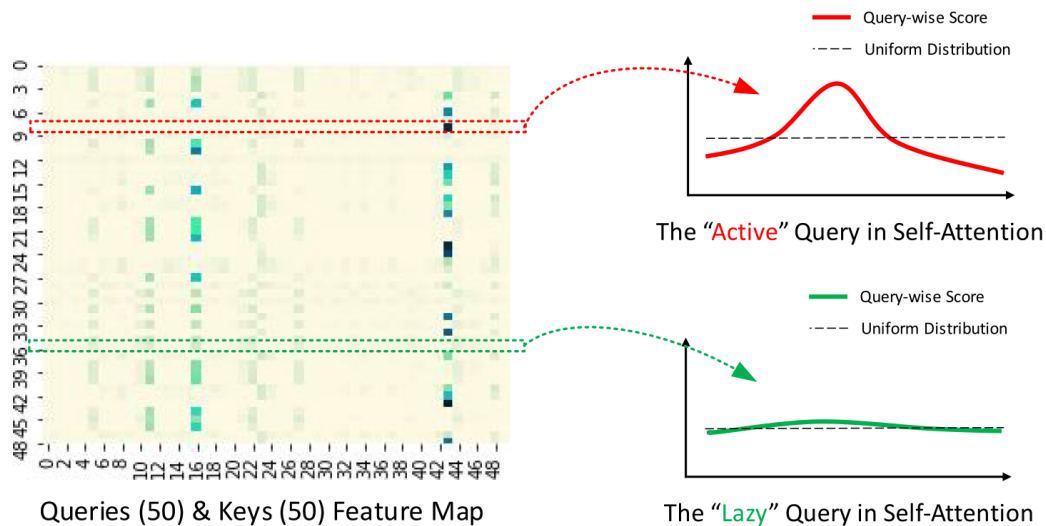 0
3
6
9
12
15
18
21
24
27
30
33
36
39
42
45
48
0 2 4 6 8 10 12 14 16 18 20 22 24 26 28 30 32 34 36 38 40 42 44 46 48
Queries (50) & Keys (50) Feature Map
Query-wise Score
Uniform Distribution
The “Active” Query in Self-Attention
Query-wise Score
Uniform Distribution
The “Lazy” Query in Self-Attention